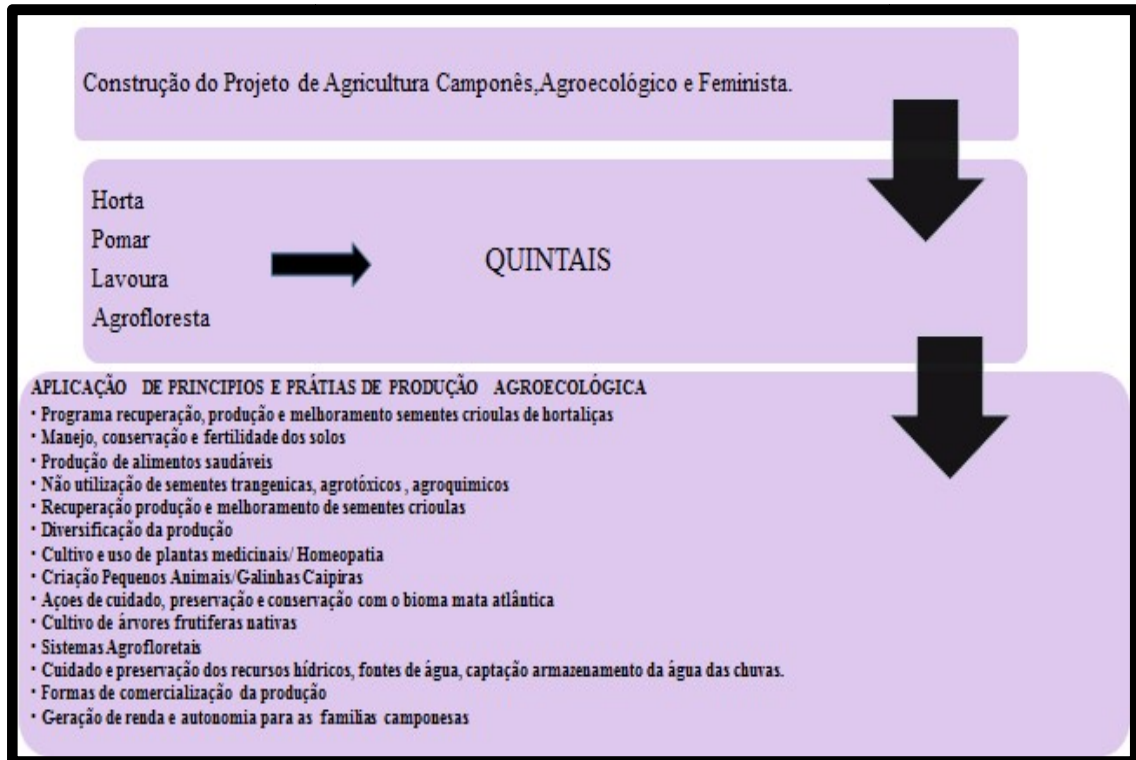 Construção do Projeto de Agricultura Camponês,Agroecológico e Feminista.
Horta
Pomar
Lavoura
Agrofloresta
QUINTAIS
APLICAÇÃO DE PRINCIPIOS E PRÁTIAS DE PRODUÇÃO AGROECOLÓGICA
· Programa recuperação, produção e melhoramento sementes crioulas de hortaliças
· Manejo, conservação e fertilidade dos solos
· Produção de alimentos saudáveis
· Não utilização de sementes trangenicas, agrotóxicos , agroquimicos
· Recuperação produção e melhoramento de sementes crioulas
· Diversificação da produção
· Cultivo e uso de plantas medicinais/ Homeopatia
· Criação Pequenos Animais/Galinhas Caipiras
· Açoes de cuidado, preservação e conservação com o bioma mata atlântica
· Cultivo de árvores frutiferas nativas
· Sistemas Agrofloretais
· Cuidado e preservação dos recursos hídricos, fontes de água, captação armazenamento da água das chuvas.
· Formas de comercialização da produção
· Geração de renda e autonomia para as familias camponesas